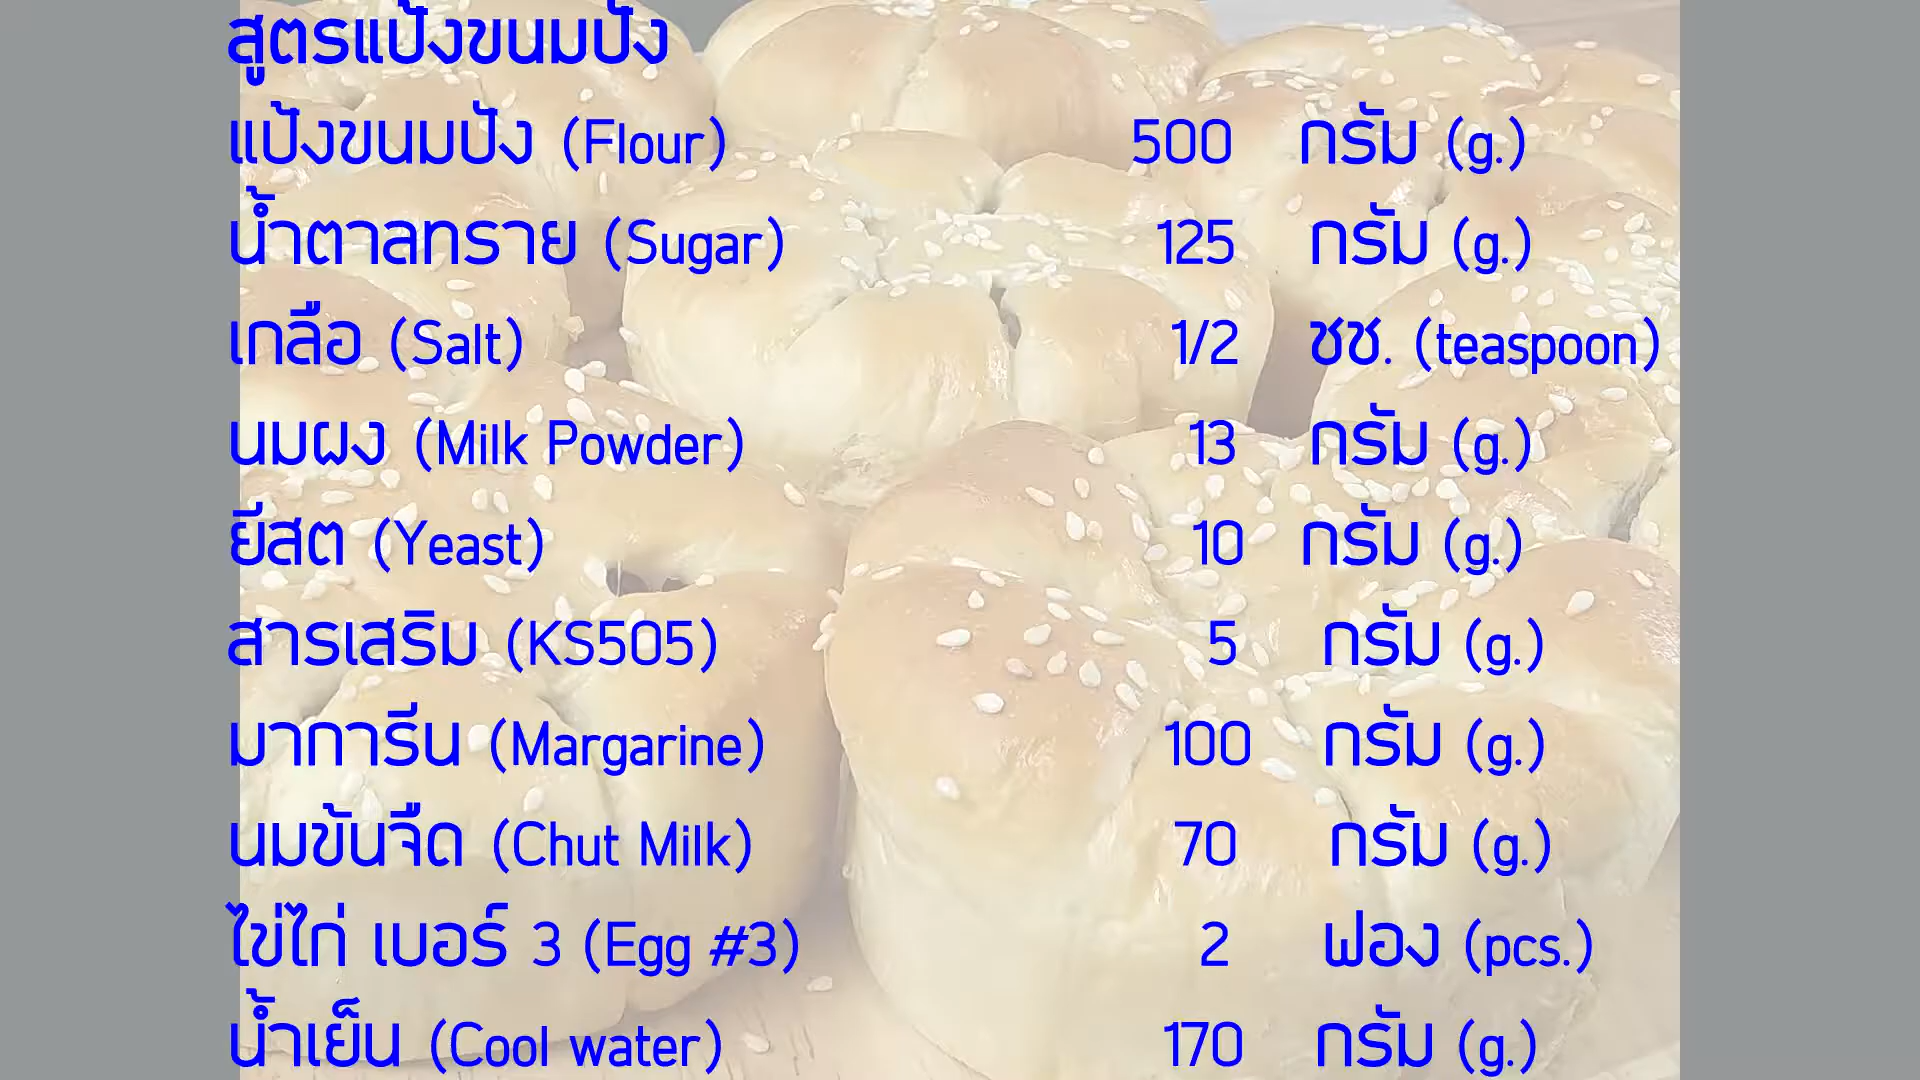 สูตรแป้งขนมปัง
แป้งขนมปัง (Flour) 500 กรัม (g.)
น้ำตาลทราย (Sugar) 125 กรัม (g.)
เกลือ (Salt) 1/2 ชช. (teaspoon)
นมผง (Milk Powder) 13 กรัม (g.)
ยีสต (Yeast) 10 กรัม (g.)
สารเสริม (KS505) 5 กรัม (g.)
มาการีน (Margarine) 100 กรัม (g.)
นมข้นจืด (Chut Milk) 70 กรัม (g.)
ไข่ไก่ เบอร์ 3 (Egg #3) 2 ฟอง (pcs.)
น้ำเย็น (Cool water) 170 กรัม (g.)